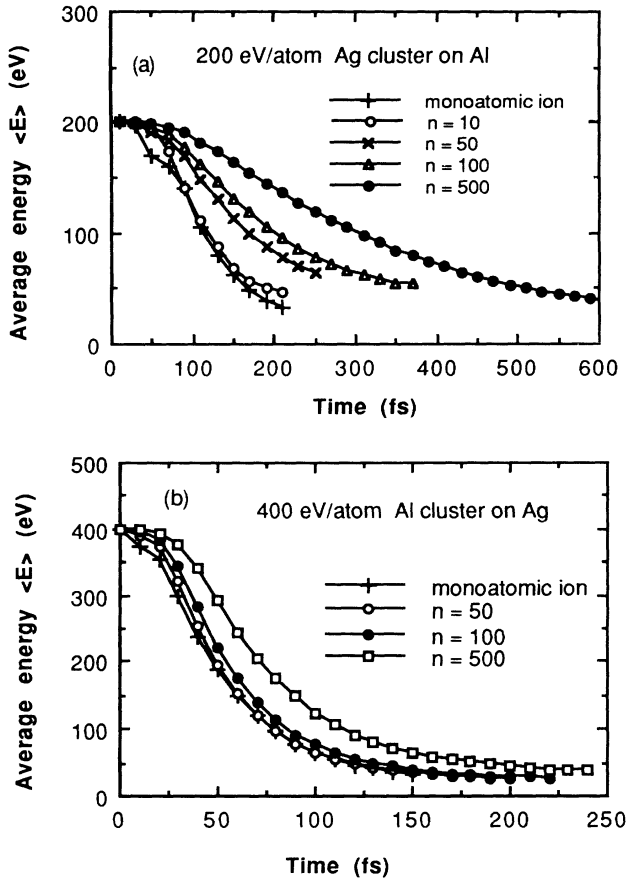 300
(a)
200 eV/atom Ag cluster on Al
monoatomic ion
n = 10
n = 50
n = 100
n = 500
200
100
0
Average energy <E> (eV)
0 100 200 300 400 500 600
Time (fs)
500
(b)
400 eV/atom Al cluster on Ag
monoatomic ion
n = 50
n = 100
n = 500
400
300
200
100
0
Average energy <E> (eV)
0 50 100 150 200 250
Time (fs)